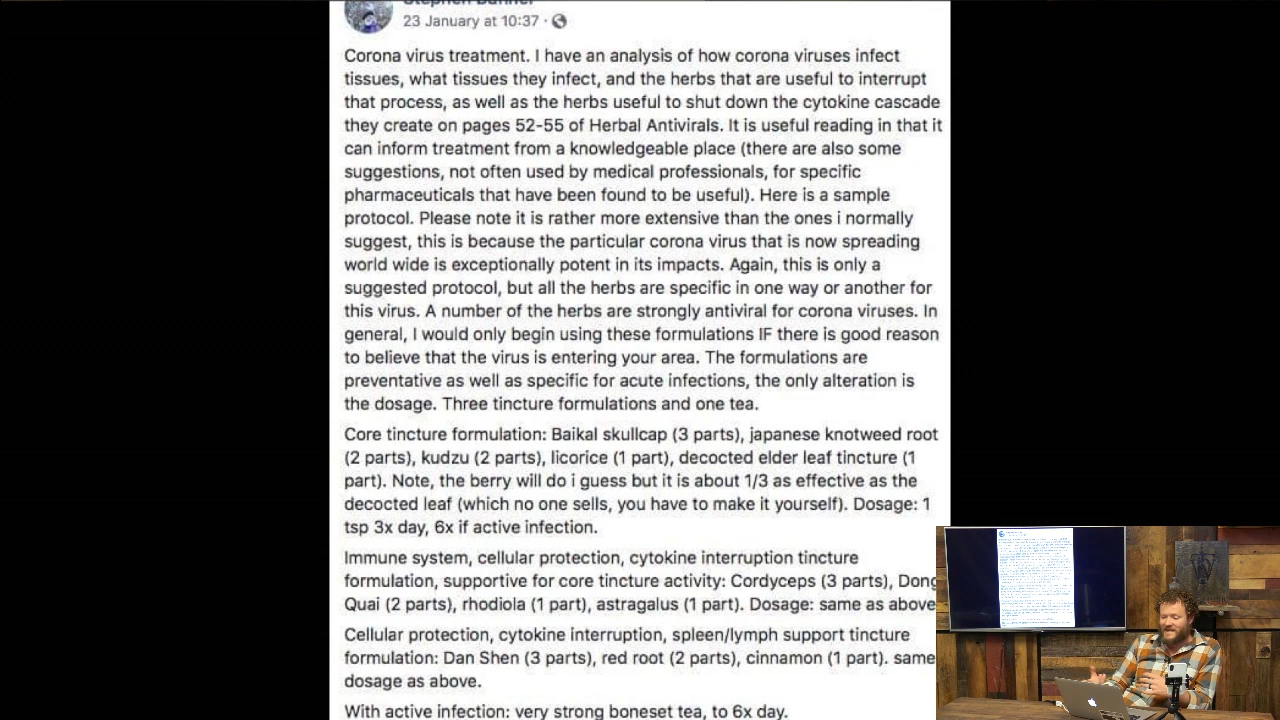 23 January at 10:37 ·
Corona virus treatment. I have an analysis of how corona viruses infect
tissues, what tissues they infect, and the herbs that are useful to interrupt
that process, as well as the herbs useful to shut down the cytokine cascade
they create on pages 52-55 of Herbal Antivirals. It is useful reading in that it
can inform treatment from a knowledgeable place (there are also some
suggestions, not often used by medical professionals, for specific
pharmaceuticals that have been found to be useful). Here is a sample
protocol. Please note it is rather more extensive than the ones i normally
suggest, this is because the particular corona virus that is now spreading
world wide is exceptionally potent in its impacts. Again, this is only a
suggested protocol, but all the herbs are specific in one way or another for
this virus. A number of the herbs are strongly antiviral for corona viruses. In
general, I would only begin using these formulations IF there is good reason
to believe that the virus is entering your area. The formulations are
preventative as well as specific for acute infections, the only alteration is
the dosage. Three tincture formulations and one tea.
Core tincture formulation: Baikal skullcap (3 parts), japanese knotweed root
(2 parts), kudzu (2 parts), licorice (1 part), decocted elder leaf tincture (1
part). Note, the berry will do i guess but it is about 1/3 as effective as the
decocted leaf (which no one sells, you have to make it yourself). Dosage: 1
tsp 3x day, 6x if active infection.
cellular protection, cytokine interruption tincture
formulation, supportive for core tincture activity: Cordyceps (3 parts), Dong
Quai (2 parts), rhodiola (1 part), astragalus (1 part). Dosage: same as above
Cellular protection, cytokine interruption, spleen/lymph support tincture
formulation: Dan Shen (3 parts), red root (2 parts), cinnamon (1 part). same
dosage as above.
With active infection: very strong boneset tea, to 6x day.